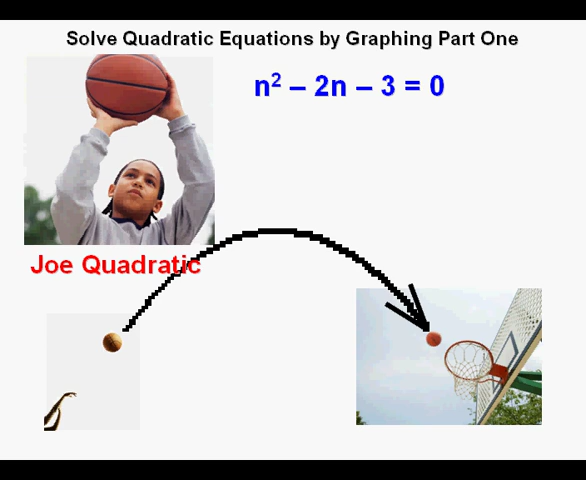 Solve Quadratic Equations by Graphing Part One
n² – 2n – 3 = 0
Joe Quadratic